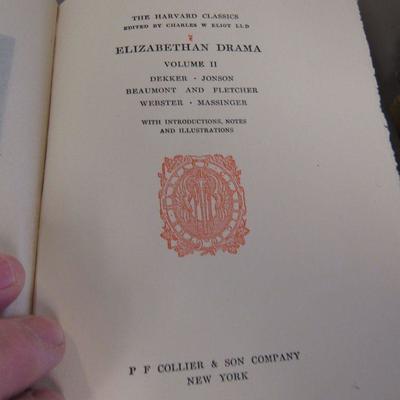 THE HARVARD CLASSICS
EDITED BY CHARLES W ELIOT LL D
ELIZABETHAN DRAMA
VOLUME II
DEKKER · JONSON
BEAUMONT AND FLETCHER
WEBSTER · MASSINGER
WITH INTRODUCTIONS, NOTES
AND ILLUSTRATIONS
P F COLLIER & SON COMPANY
NEW YORK